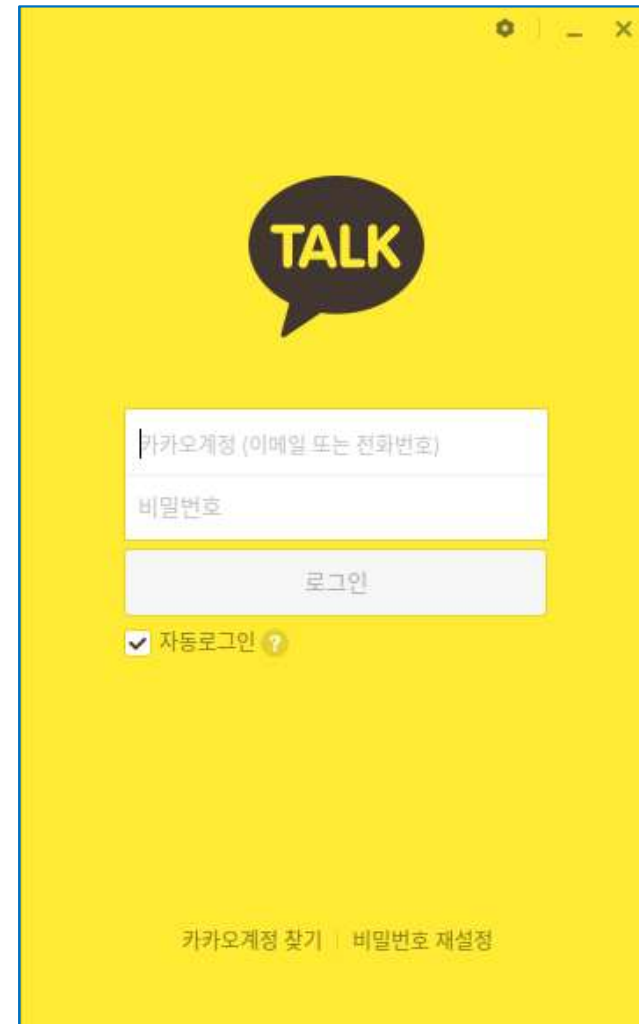 TALK
카카오계정 (이메일 또는 전화번호)
비밀번호
로그인
자동로그인 ?
카카오계정 찾기 | 비밀번호 재설정